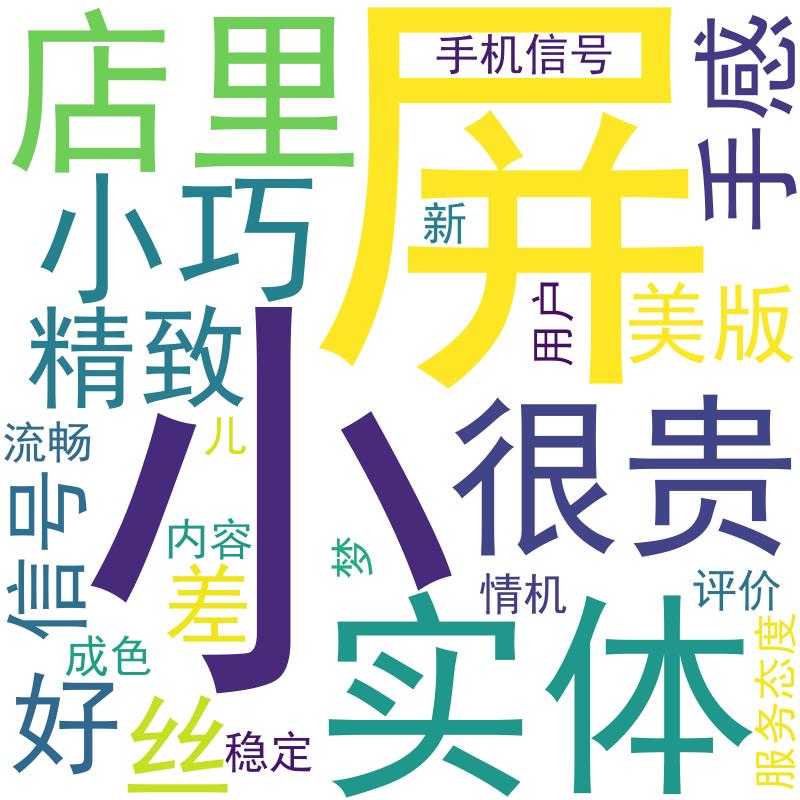 店里
屏
手机信号
手感
小巧
新
用户
美版
精致
小
很贵
流畅
儿
信号
内容
差
梦
情机
评价
实体
成色
服务态度
好
丝
稳定